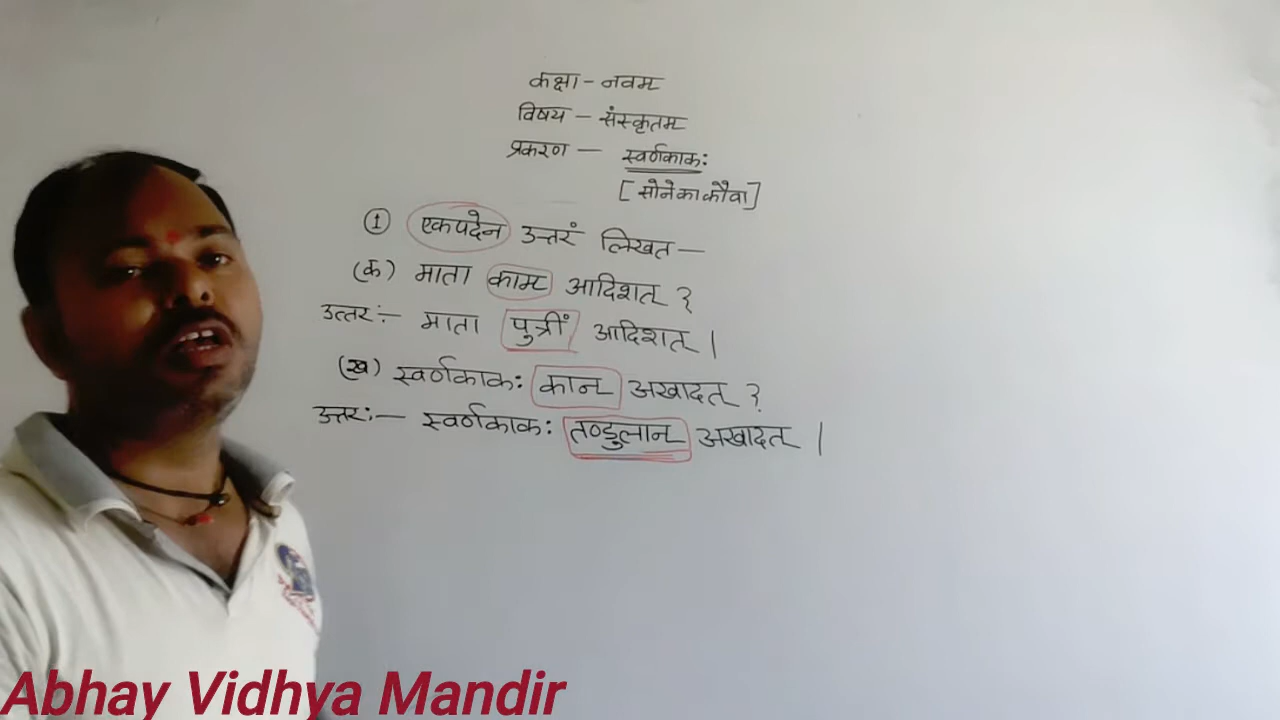 कक्षा - नवम
विषय - संस्कृतम्
प्रकरण - स्वर्णकाकः
[सोने का कौवा]
① एकपदेन उत्तरं लिखत -
(क) माता काम् आदिशत् ?
उत्तरः- माता पुत्रीं आदिशत् |
(ख) स्वर्णकाकः कान् अखादत् ?
उत्तरः- स्वर्णकाकः तण्डुलान् अखादत् |
Abhay Vidhya Mandir